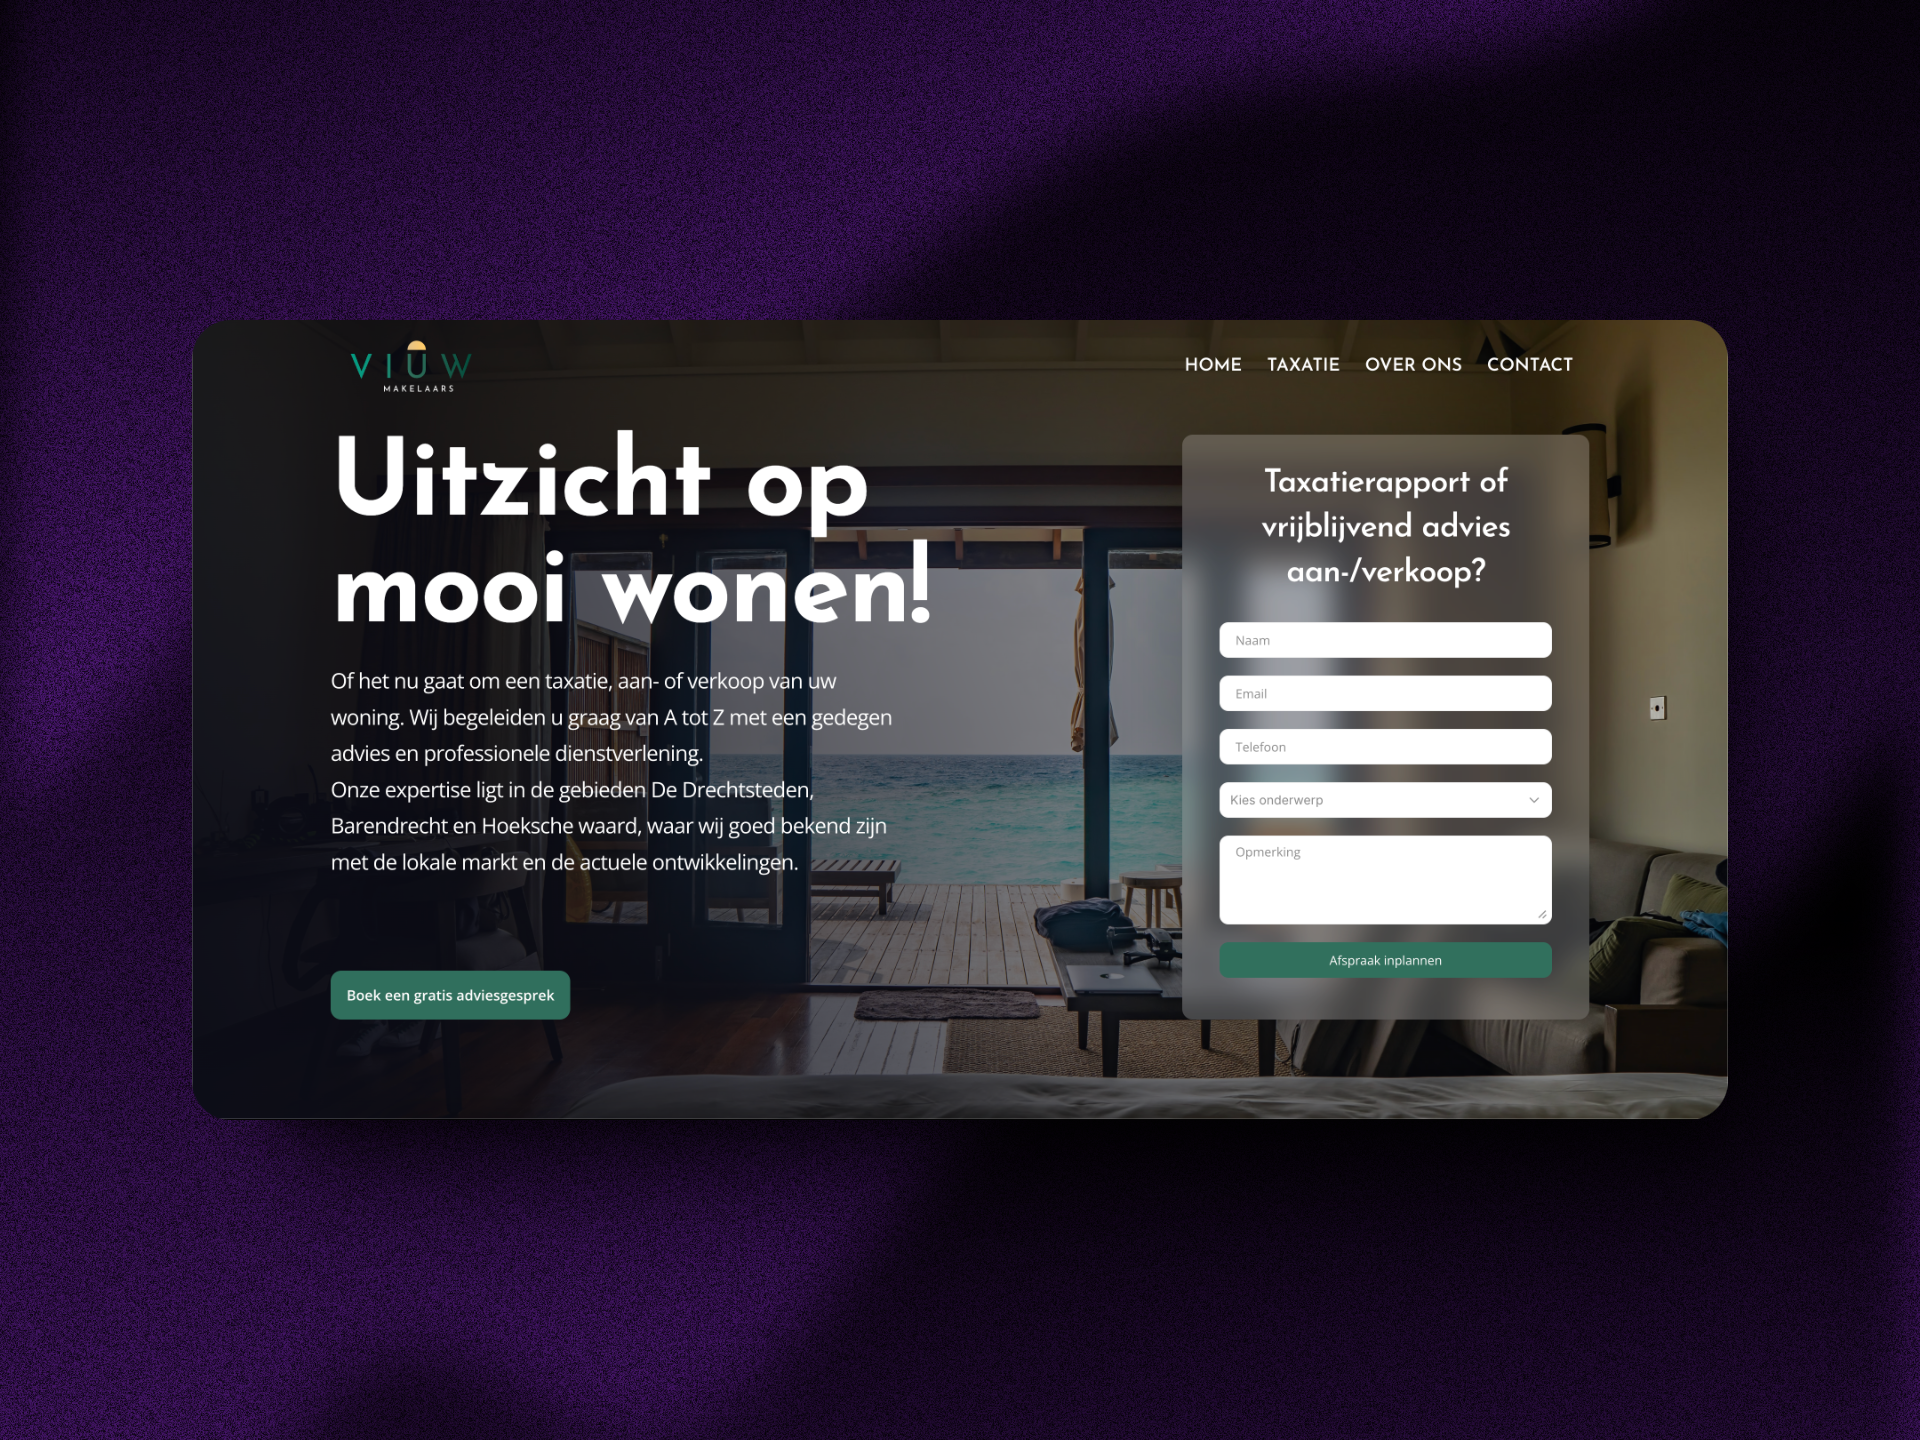 VIUW
MAKELAARS
HOME TAXATIE OVER ONS CONTACT
Uitzicht op
mooi wonen!
Of het nu gaat om een taxatie, aan- of verkoop van uw
woning. Wij begeleiden u graag van A tot Z met een gedegen
advies en professionele dienstverlening.
Onze expertise ligt in de gebieden De Drechtsteden,
Barendrecht en Hoeksche waard, waar wij goed bekend zijn
met de lokale markt en de actuele ontwikkelingen.
Boek een gratis adviesgesprek
Taxatierapport of
vrijblijvend advies
aan-/verkoop?
Naam
Email
Telefoon
Kies onderwerp
Opmerking
Afspraak inplannen